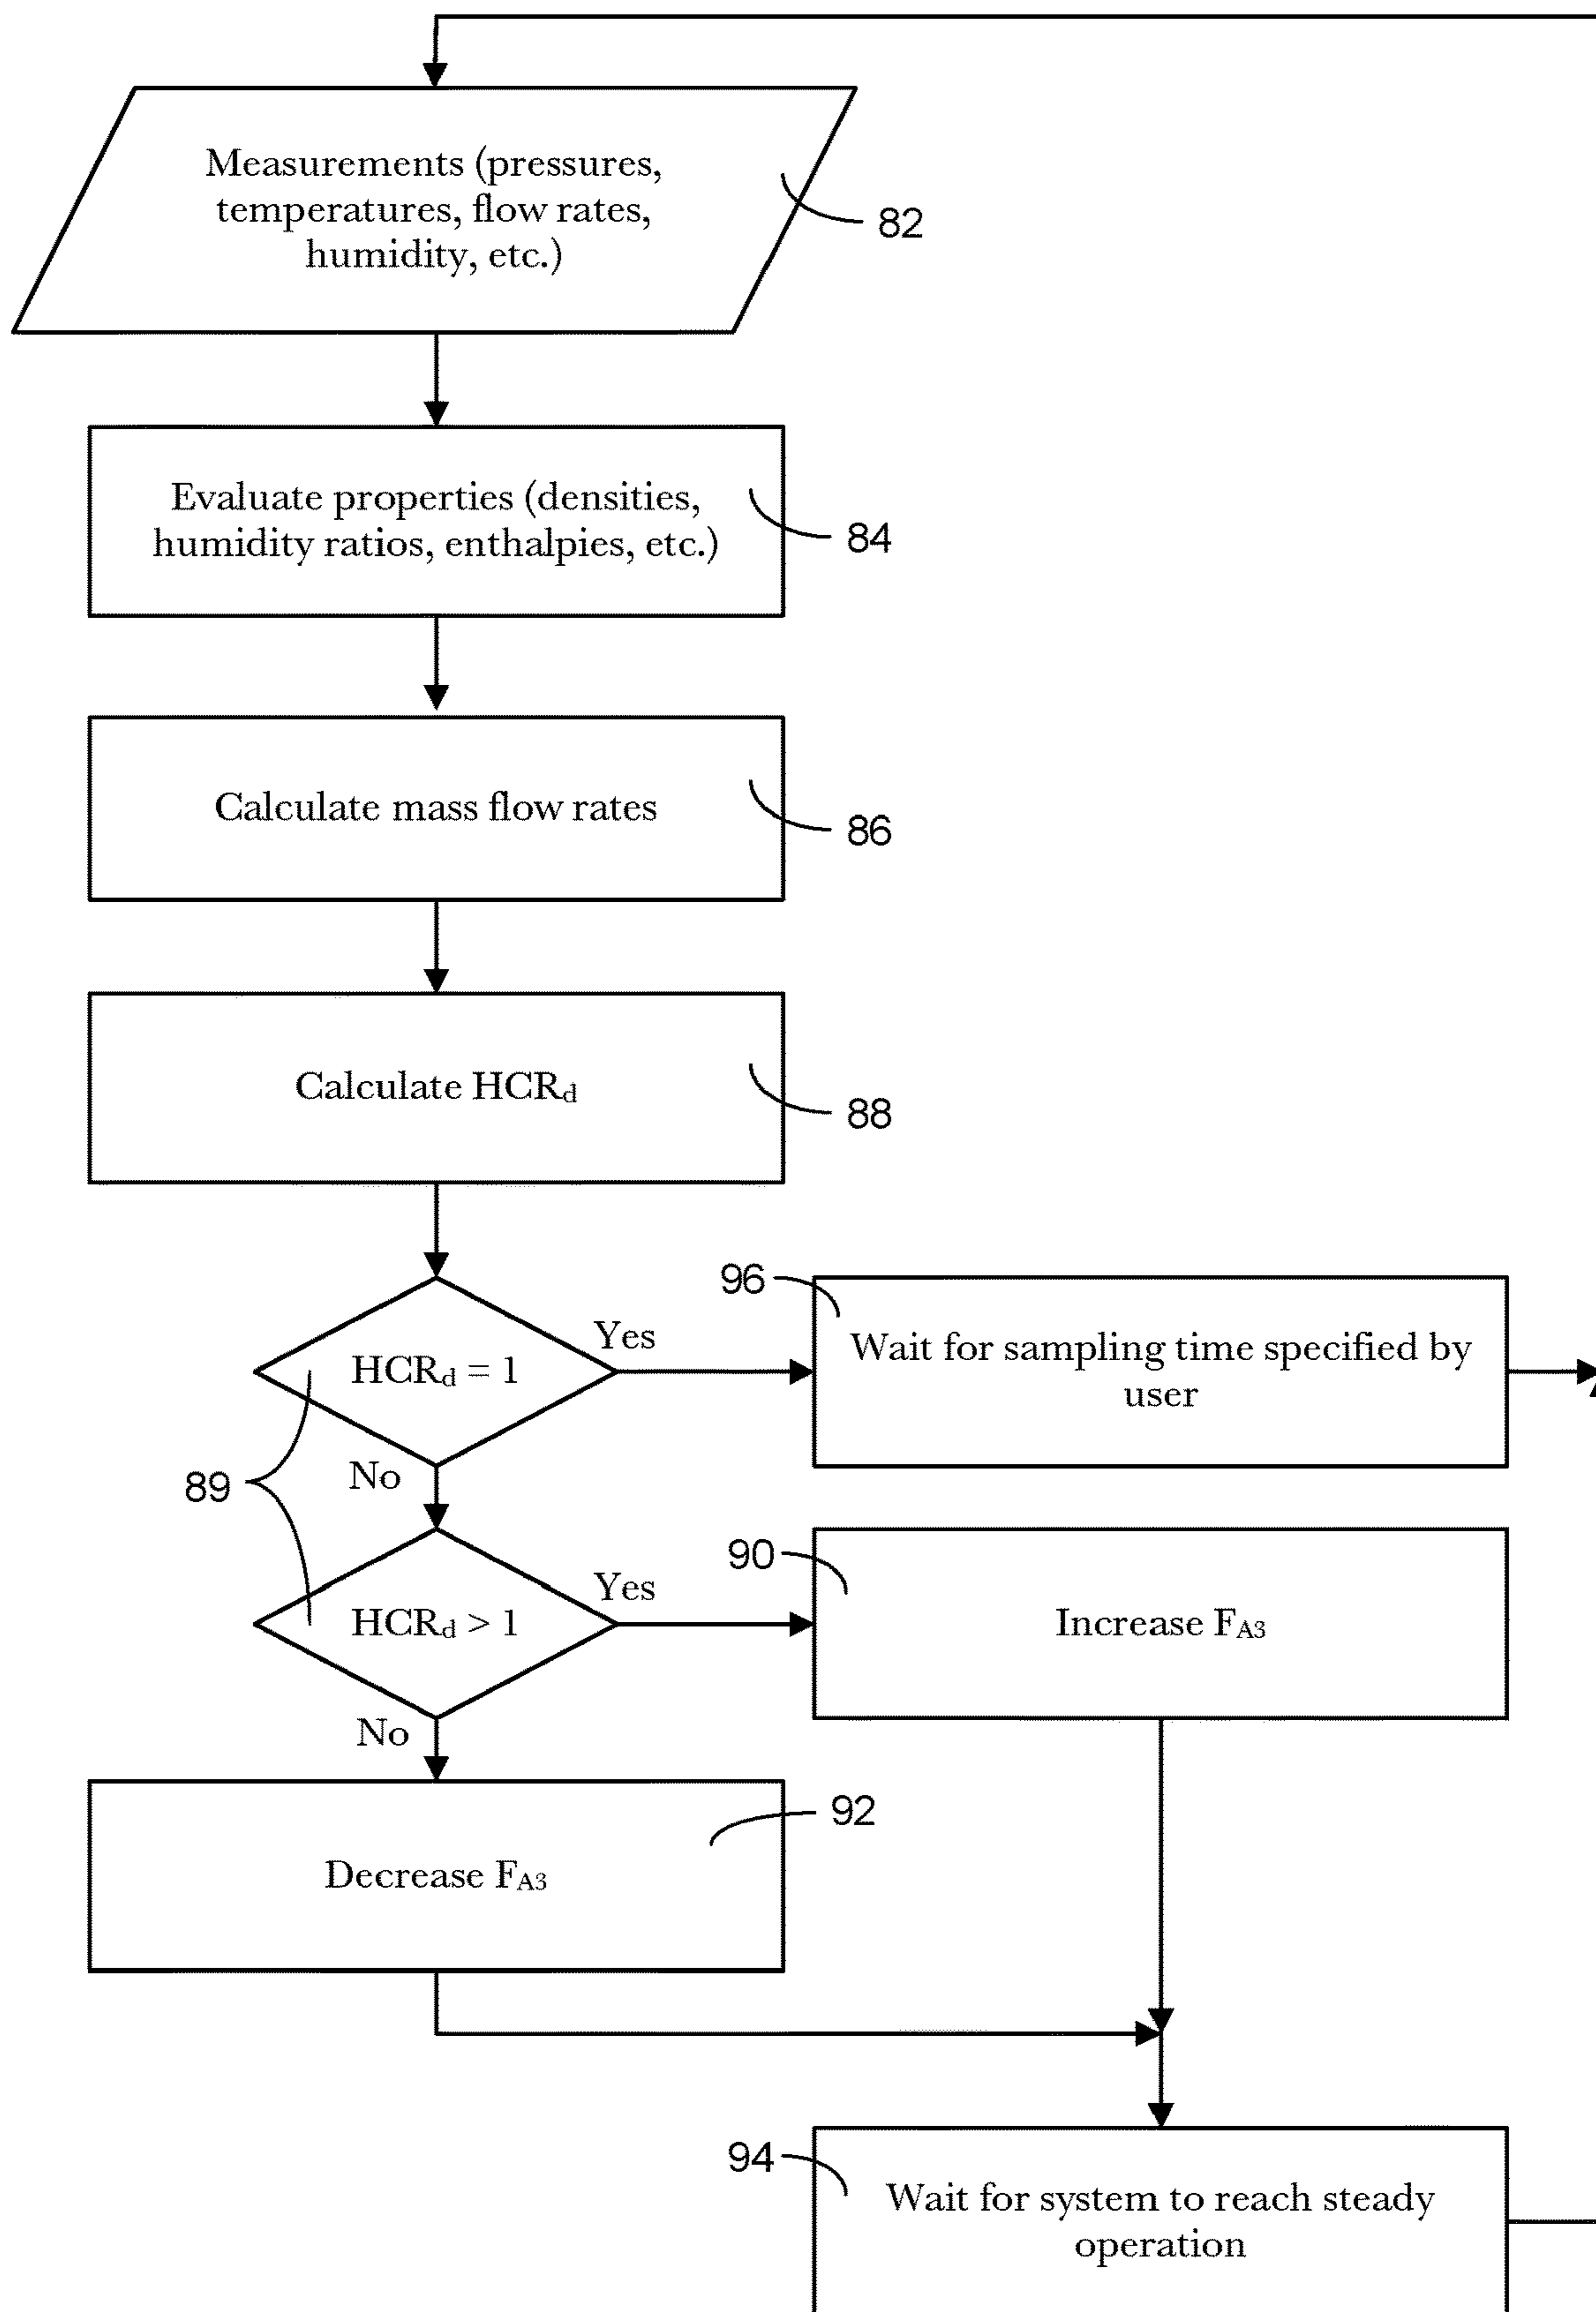 Measurements (pressures,
temperatures, flow rates,
humidity, etc.)
82
Evaluate properties (densities,
humidity ratios, enthalpies, etc.)
84
Calculate mass flow rates
86
Calculate HCRd
88
HCRd = 1
Yes
96
Wait for sampling time specified by
user
No
89
HCRd > 1
Yes
90
Increase FA3
No
Decrease FA3
92
94
Wait for system to reach steady
operation